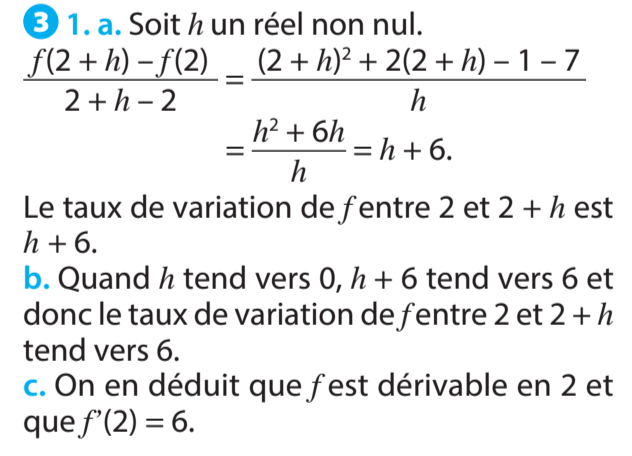 3 1. a. Soit h un réel non nul.
f(2 + h) – f(2) / 2 + h – 2 = (2 + h)² + 2(2 + h) – 1 – 7 / h
= h² + 6h / h = h + 6.
Le taux de variation de f entre 2 et 2 + h est
h + 6.
b. Quand h tend vers 0, h + 6 tend vers 6 et
donc le taux de variation de f entre 2 et 2 + h
tend vers 6.
c. On en déduit que f est dérivable en 2 et
que f’(2) = 6.